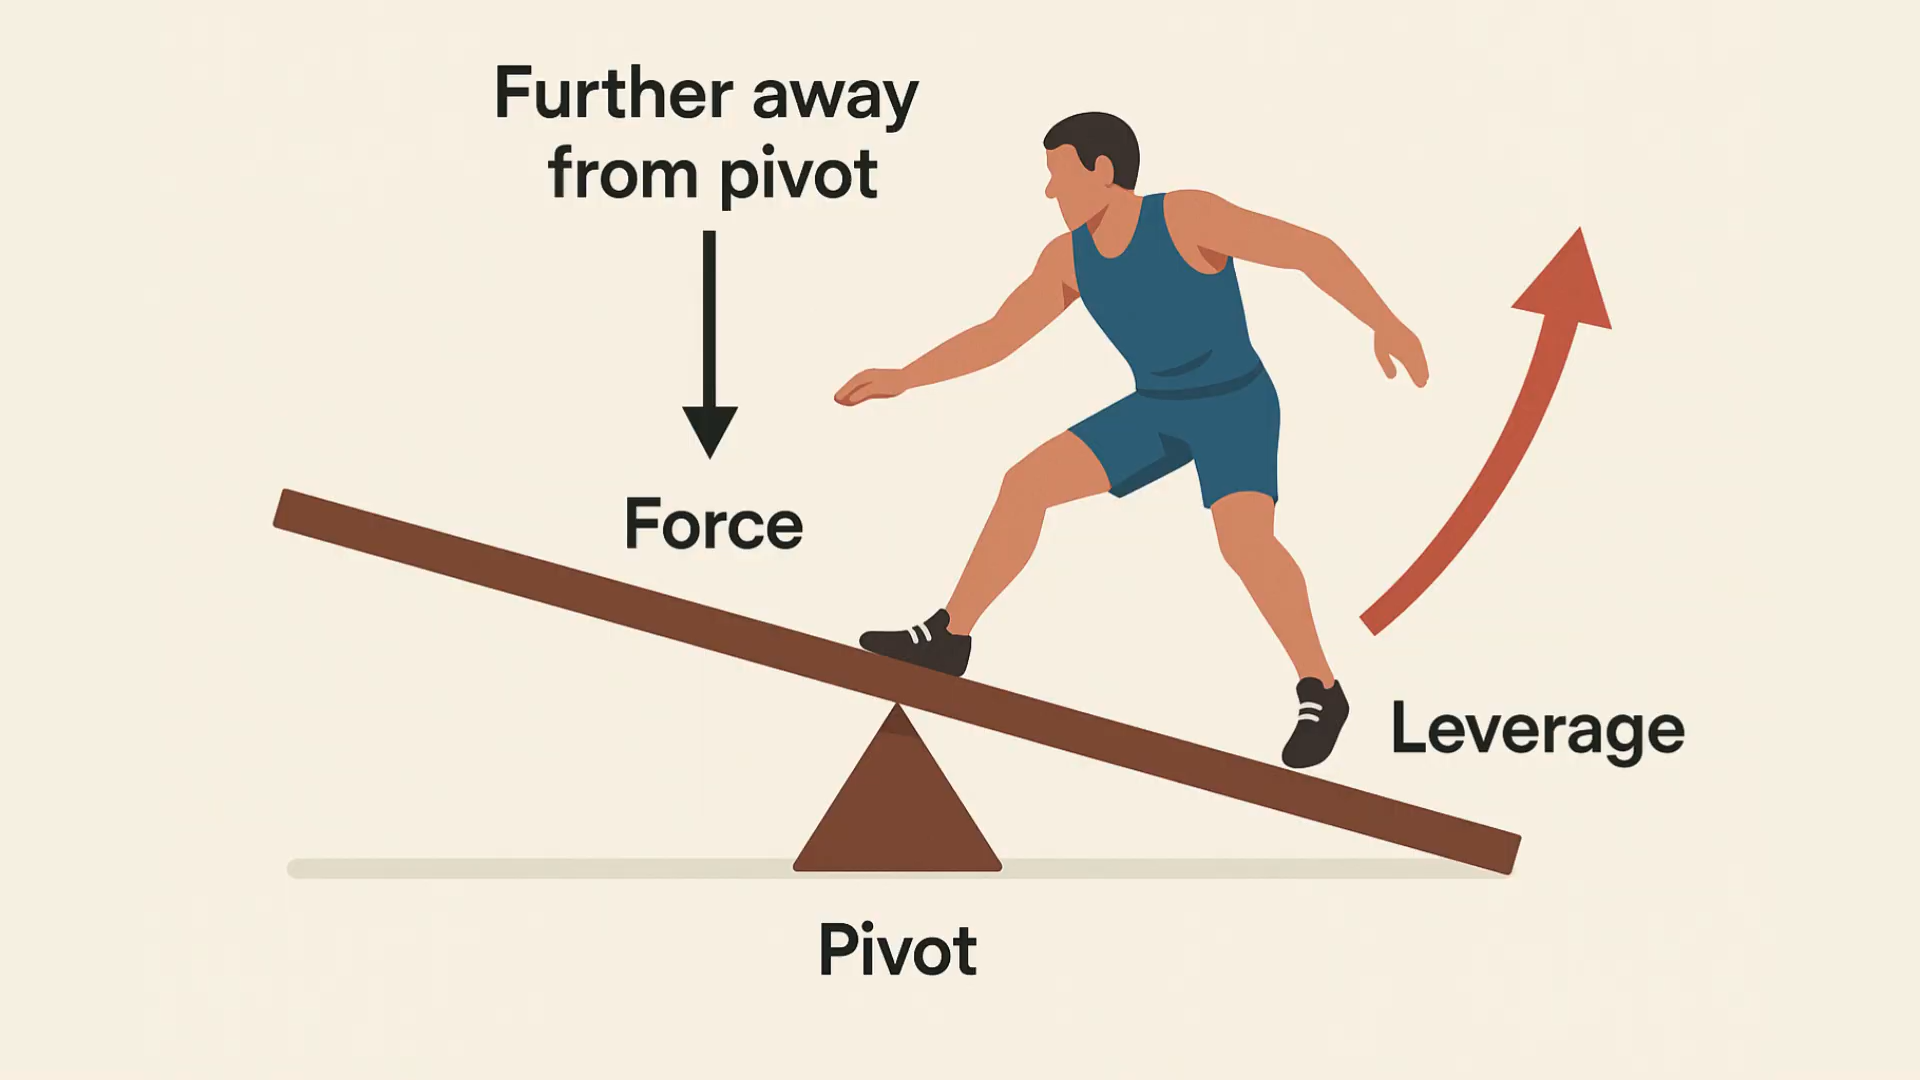 Further away
from pivot
Force
Leverage
Pivot